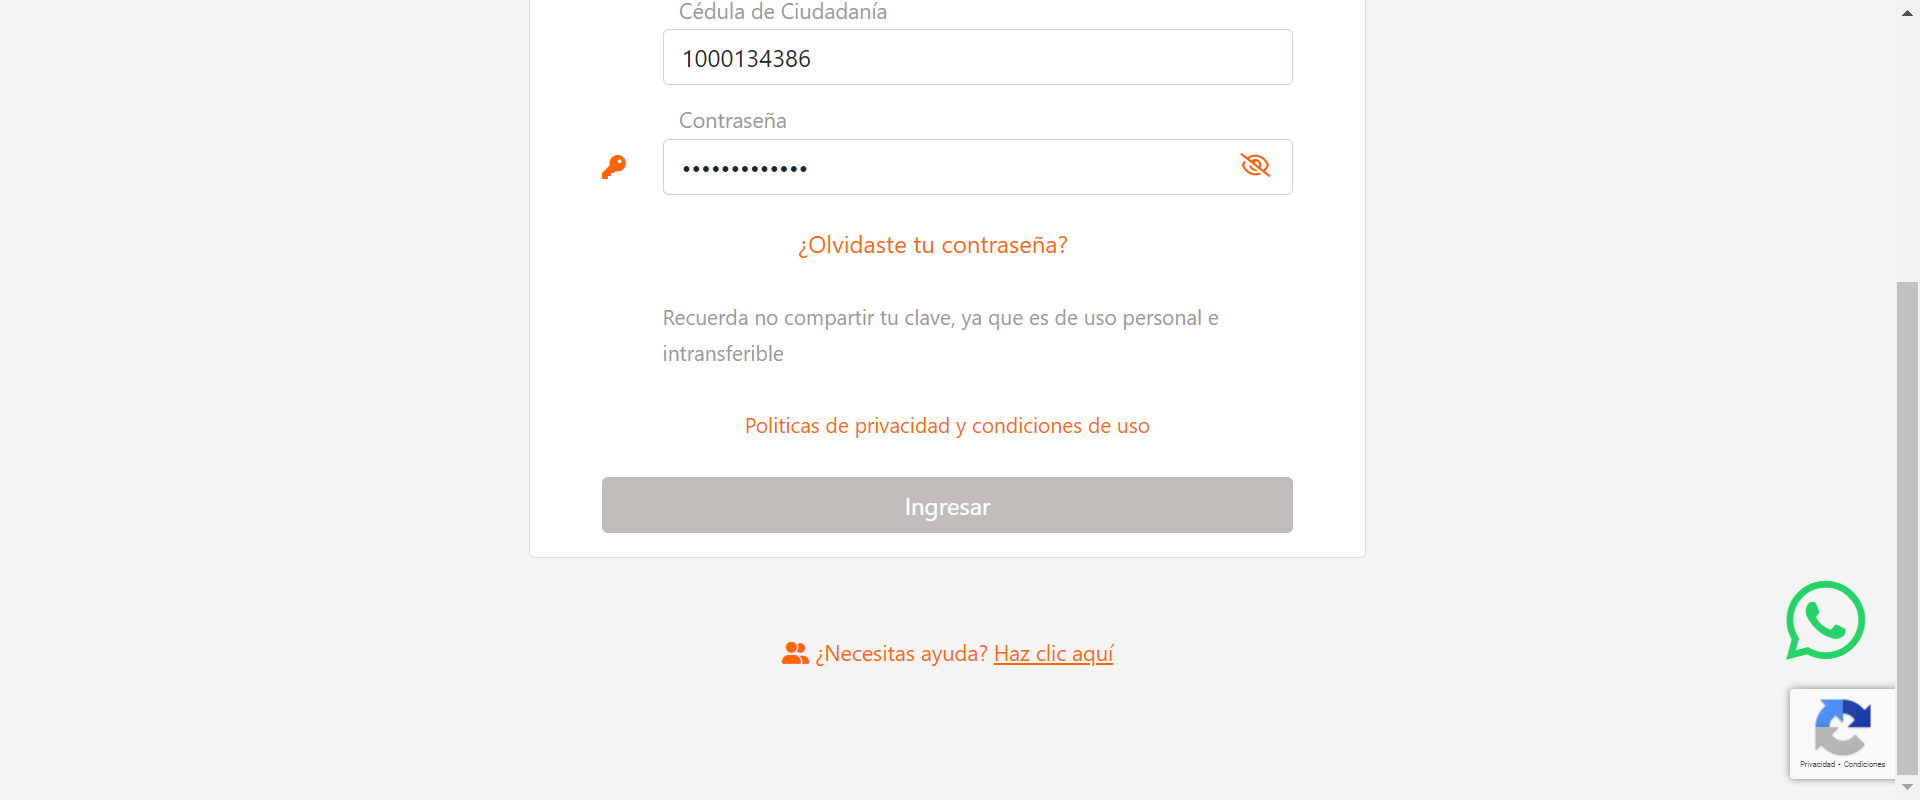 Cédula de Ciudadanía
1000134386
Contraseña
•••••••••••••
¿Olvidaste tu contraseña?
Recuerda no compartir tu clave, ya que es de uso personal e
intransferible
Politicas de privacidad y condiciones de uso
Ingresar
¿Necesitas ayuda? Haz clic aquí
Privacidad - Condiciones